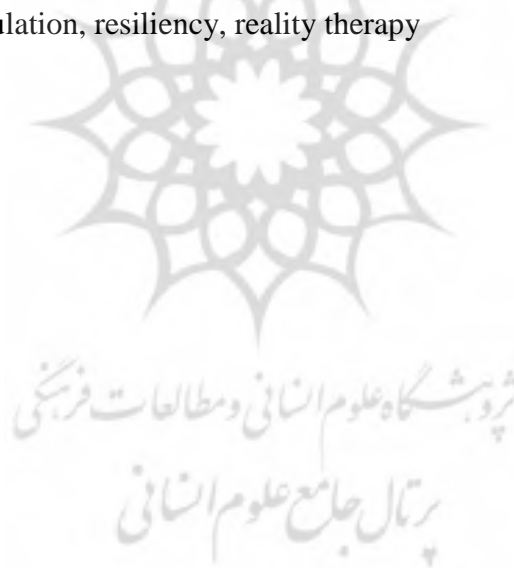 ulation, resiliency, reality therapy
پژوهشگاه علوم انسانی و مطالعات فرهنگی
پرتال جامع علوم انسانی